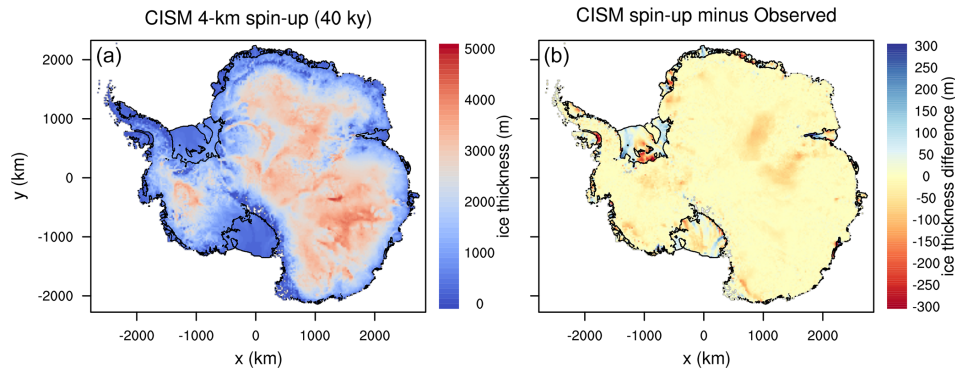 CISM 4-km spin-up (40 ky)
(a)
2000
1000
0
-1000
-2000
y (km)
-2000 -1000 0 1000 2000
x (km)
5000
4000
3000
2000
1000
0
ice thickness (m)
CISM spin-up minus Observed
(b)
-2000 -1000 0 1000 2000
x (km)
300
250
200
150
100
50
0
-50
-100
-150
-200
-250
-300
ice thickness difference (m)